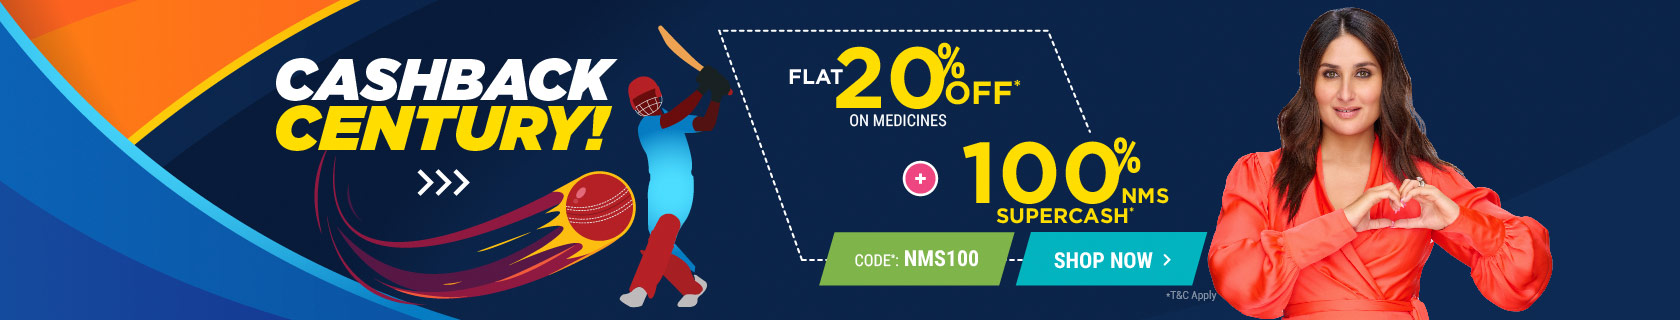 CASHBACK
CENTURY!
FLAT 20% OFF*
ON MEDICINES
+
100% NMS
SUPERCASH*
CODE*: NMS100
SHOP NOW
*T&C Apply